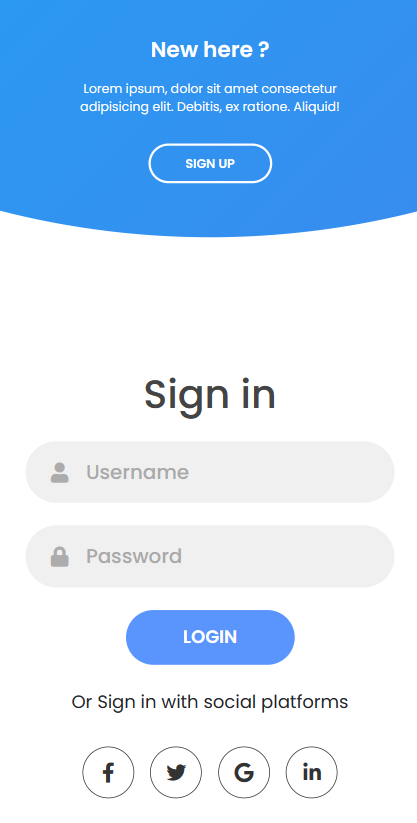 New here ?
Lorem ipsum, dolor sit amet consectetur
adipisicing elit. Debitis, ex ratione. Aliquid!
SIGN UP
Sign in
Username
Password
LOGIN
Or Sign in with social platforms